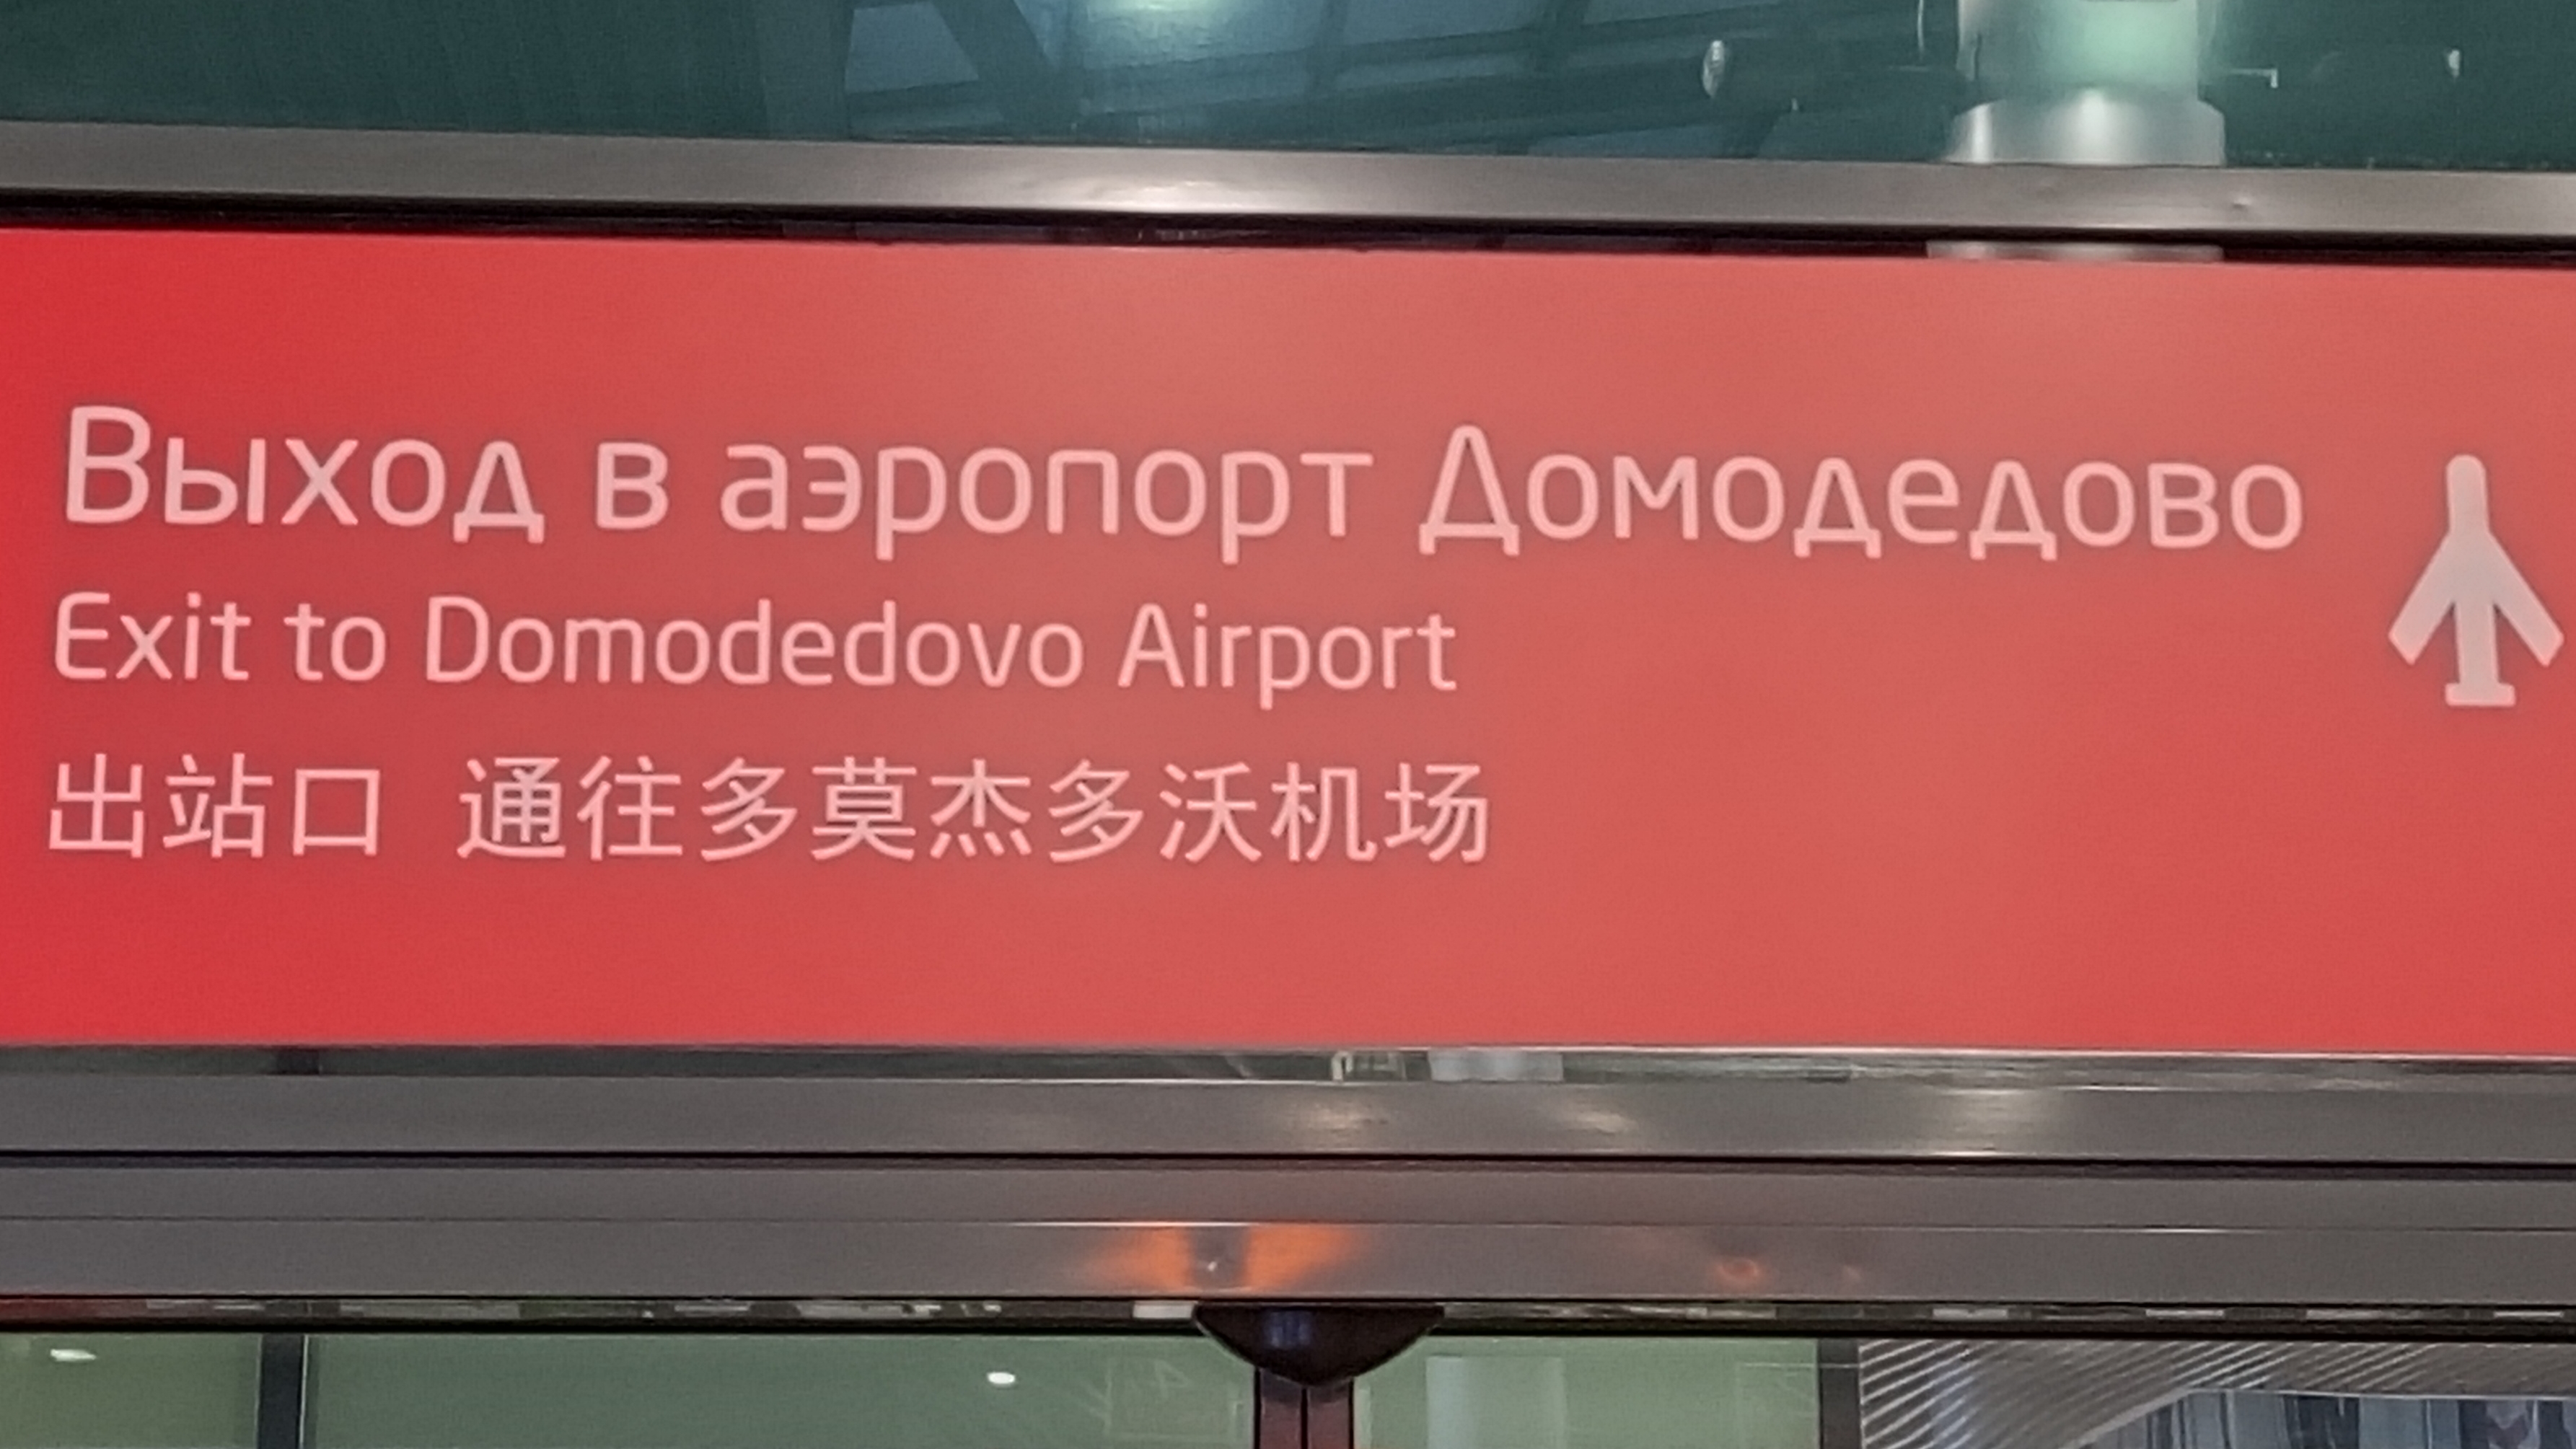 Выход в аэропорт Домодедово
Exit to Domodedovo Airport
出站口 通往多莫杰多沃机场